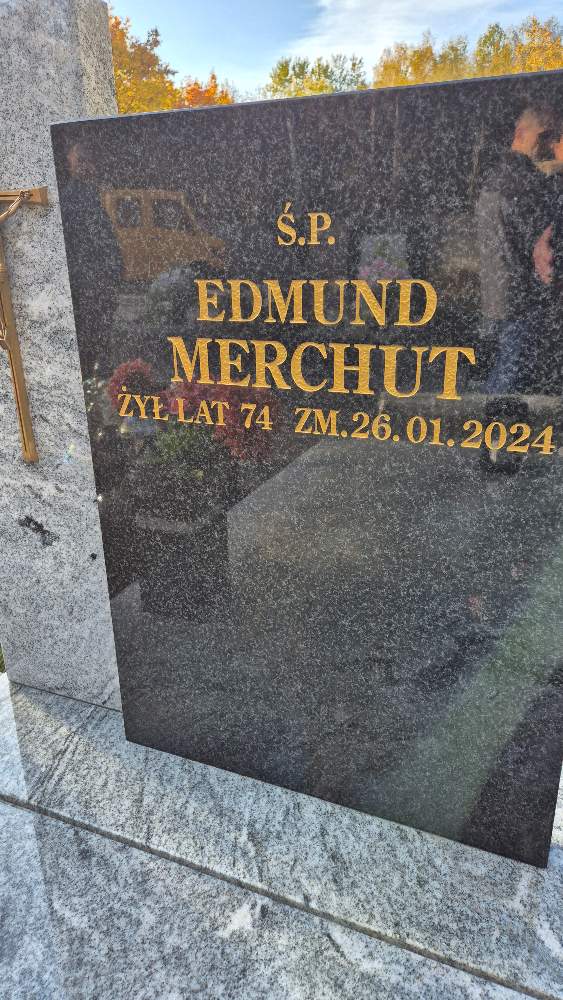 Ś.P.
EDMUND
MERCHUT
ŻYŁ LAT 74 ZM.26.01.2024